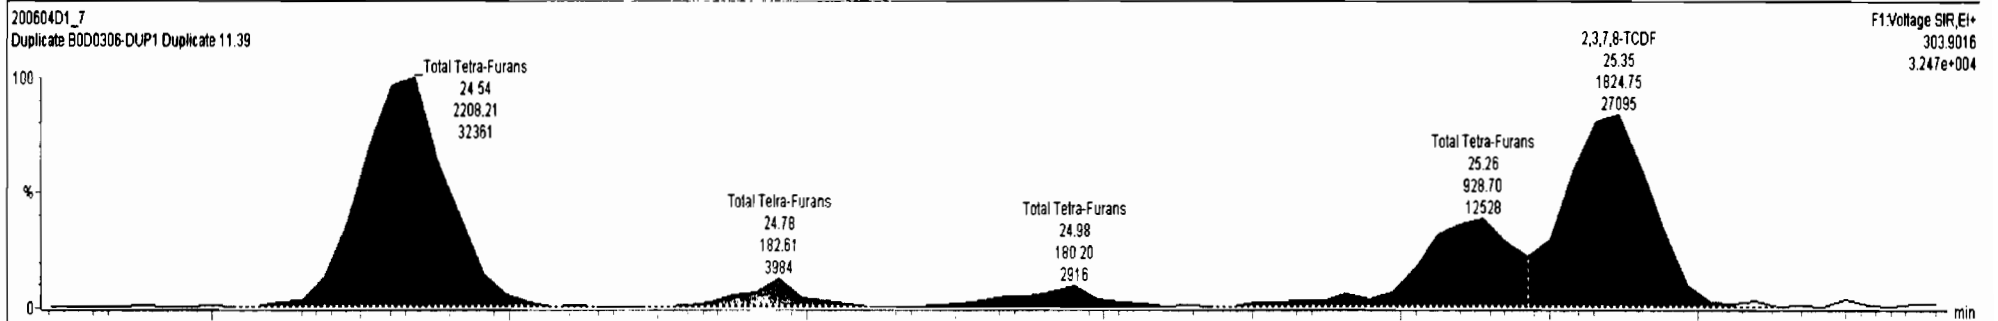 200604D1_7
Duplicate B0D0306-DUP1 Duplicate 11.39
F1:Voltage SIR,EI+
303.9016
3.247e+004
100
%
0
min
Total Tetra-Furans
24.54
2208.21
32361
Total Tetra-Furans
24.78
182.61
3984
Total Tetra-Furans
24.98
180.20
2916
Total Tetra-Furans
25.26
928.70
12528
2,3,7,8-TCDF
25.35
1824.75
27095